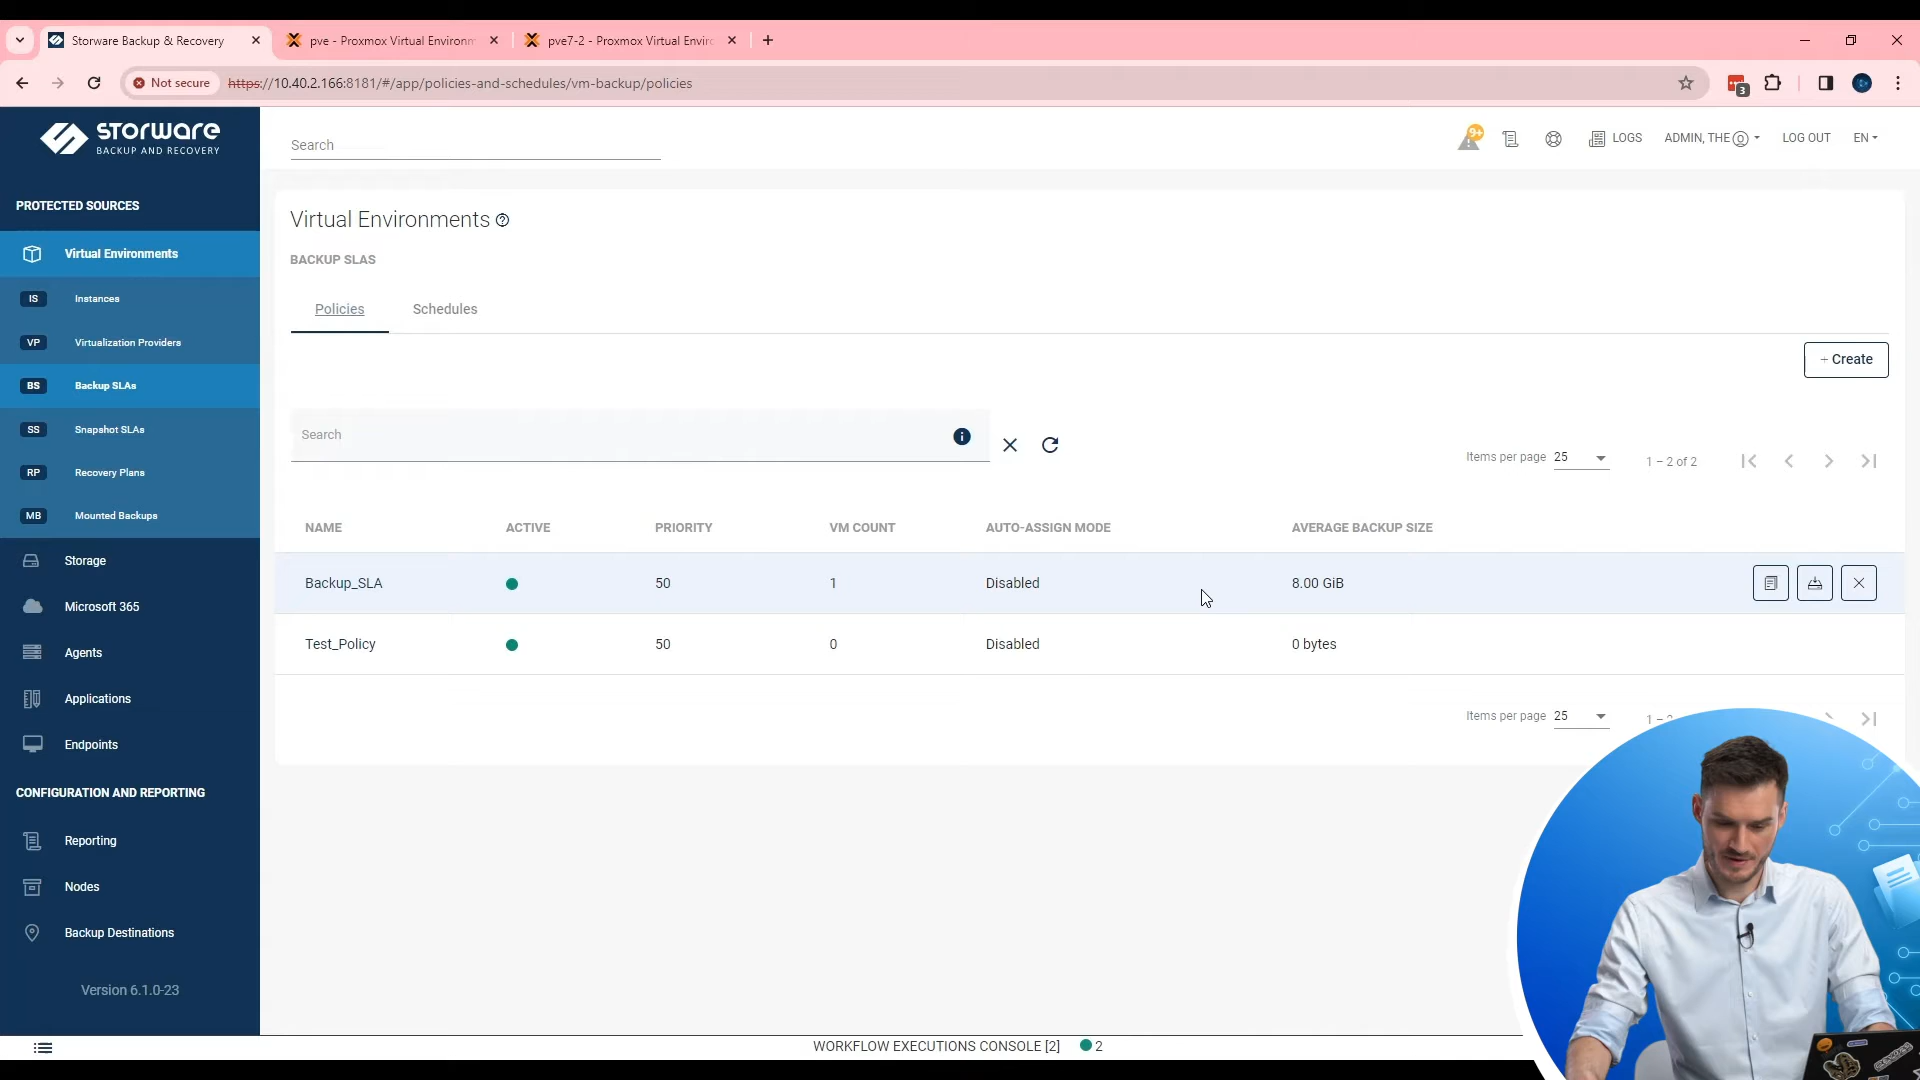 Storware Backup & Recovery
pve - Proxmox Virtual Environm
pve7-2 - Proxmox Virtual Envir
Not secure
https://10.40.2.166:8181/#/app/policies-and-schedules/vm-backup/policies
3
STORWARE
BACKUP AND RECOVERY
Search
9+
LOGS
ADMIN, THE
LOG OUT
EN
PROTECTED SOURCES
Virtual Environments
IS Instances
VP Virtualization Providers
BS Backup SLAs
SS Snapshot SLAs
RP Recovery Plans
MB Mounted Backups
Storage
Microsoft 365
Agents
Applications
Endpoints
CONFIGURATION AND REPORTING
Reporting
Nodes
Backup Destinations
Version 6.1.0-23
Virtual Environments
BACKUP SLAS
Policies Schedules
+ Create
Search
Items per page 25 1 – 2 of 2
NAME ACTIVE PRIORITY VM COUNT AUTO-ASSIGN MODE AVERAGE BACKUP SIZE
Backup_SLA 50 1 Disabled 8.00 GiB
Test_Policy 50 0 Disabled 0 bytes
Items per page 25 1 –
WORKFLOW EXECUTIONS CONSOLE [2] 2